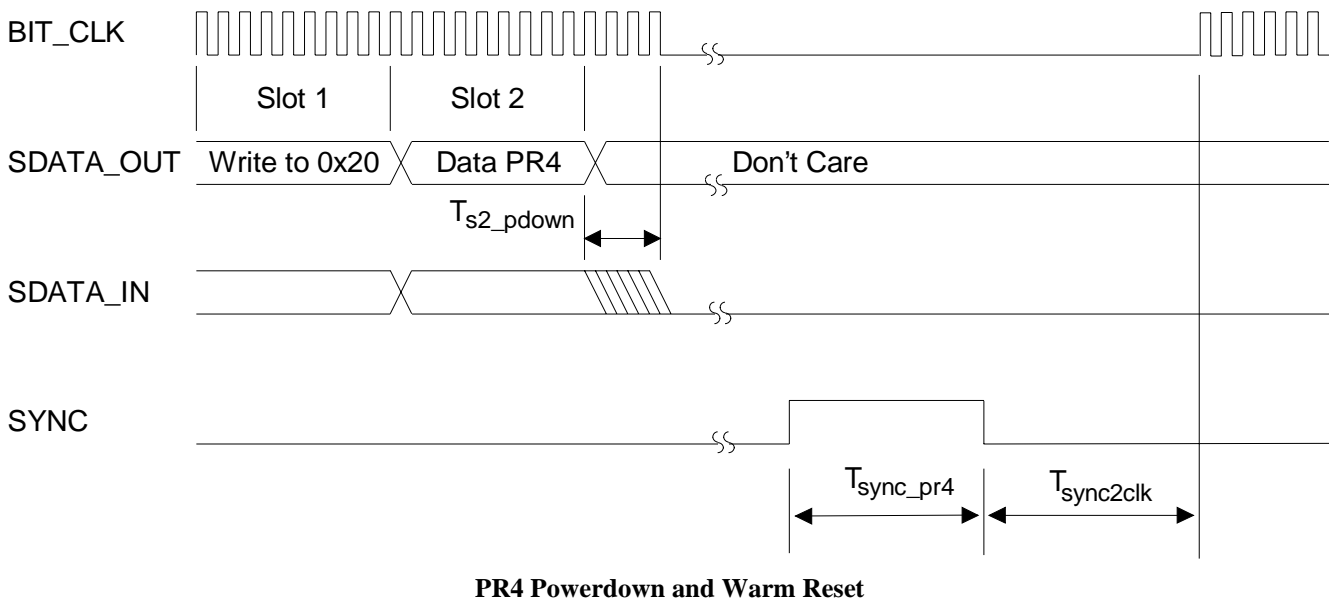 BIT_CLK
Slot 1
Slot 2
SDATA_OUT
Write to 0x20
Data PR4
Don't Care
Ts2_pdown
SDATA_IN
SYNC
Tsync_pr4
Tsync2clk
PR4 Powerdown and Warm Reset